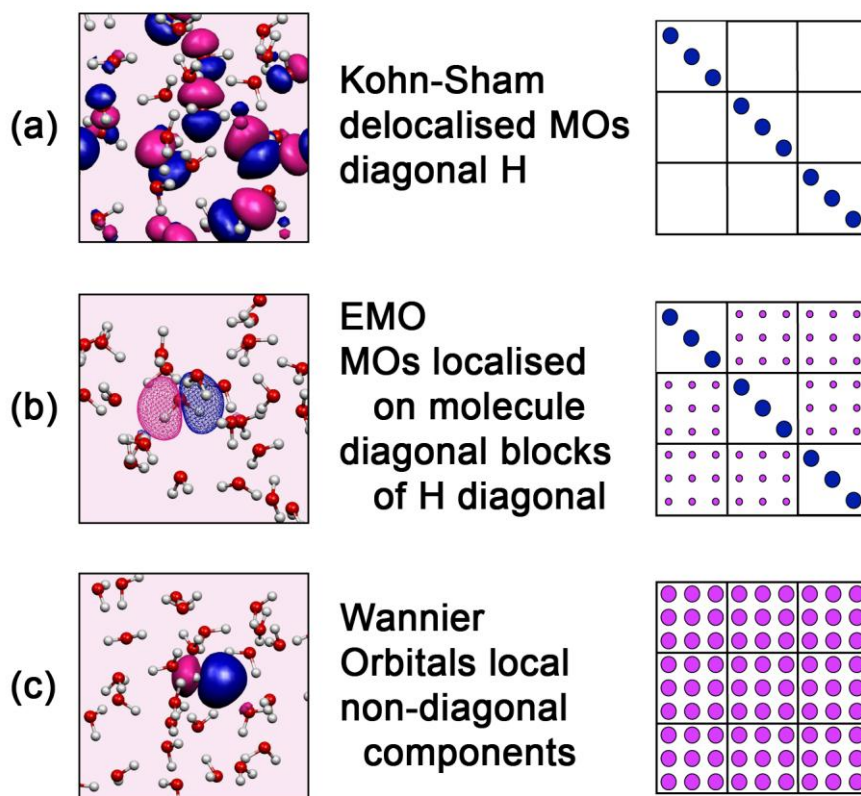 (a)
Kohn-Sham
delocalised MOs
diagonal H
(b)
EMO
MOs localised
on molecule
diagonal blocks
of H diagonal
(c)
Wannier
Orbitals local
non-diagonal
components